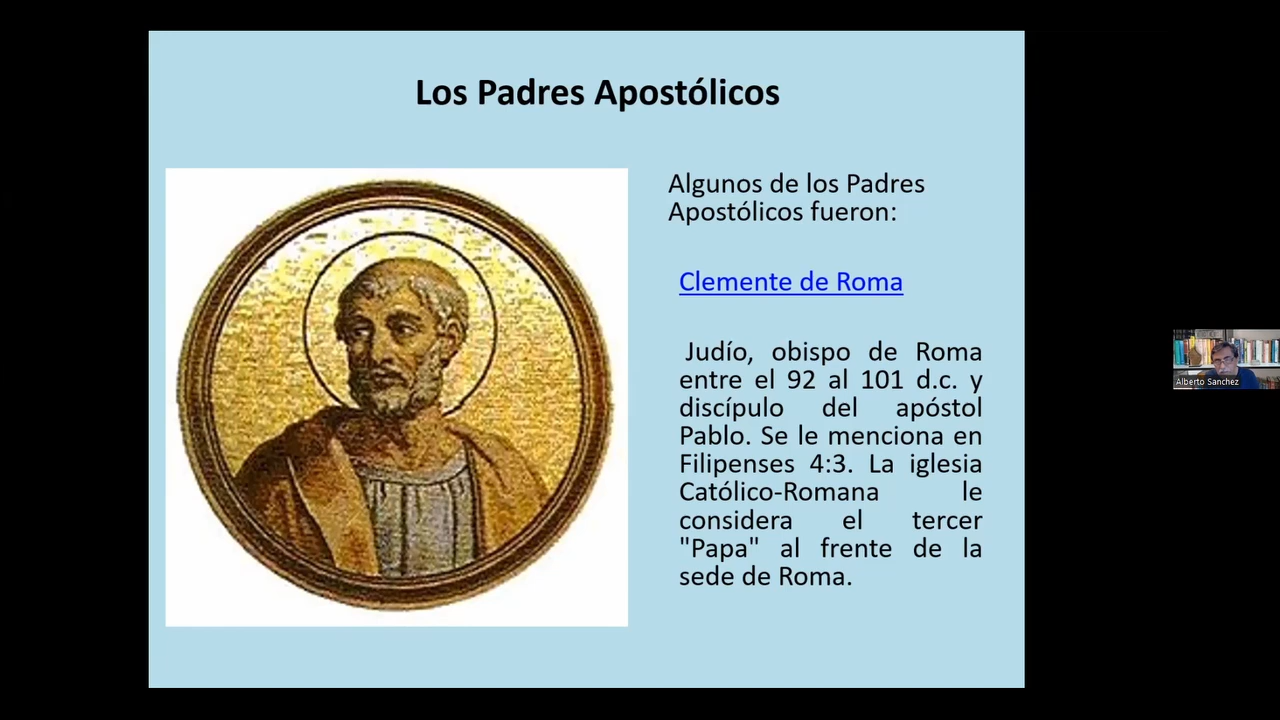 Los Padres Apostólicos
Algunos de los Padres
Apostólicos fueron:
Clemente de Roma
Judío, obispo de Roma
entre el 92 al 101 d.c. y
discípulo del apóstol
Pablo. Se le menciona en
Filipenses 4:3. La iglesia
Católico-Romana le
considera el tercer
"Papa" al frente de la
sede de Roma.
Alberto Sanchez